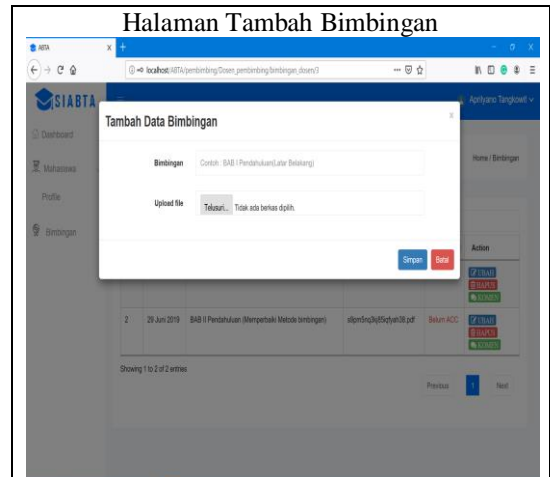 Halaman Tambah Bimbingan
ABTA
localhost/ABTA/pembimbing/Dosen_pembimbing/bimbingan_dosen/3
SIABTA
Apriyano Tangkowit
Tambah Data Bimbingan
x
Dashboard
Mahasiswa
Profile
Bimbingan
Home / Bimbingan
Bimbingan
Contoh : BAB I Pendahuluan(Latar Belakang)
Upload file
Telusuri...
Tidak ada berkas dipilih.
Simpan
Batal
Action
UBAH
HAPUS
KOMEN
2
29 Juni 2019
BAB II Pendahuluan (Memperbaiki Metode bimbingan)
Belum ACC
UBAH
HAPUS
KOMEN
Showing 1 to 2 of 2 entries
Previous
1
Next